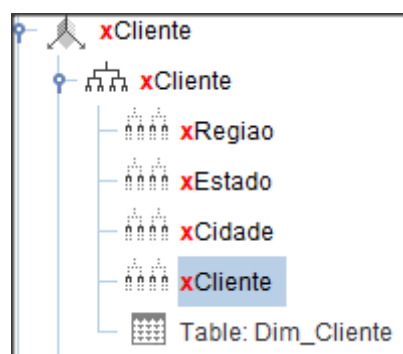 xCliente
xCliente
xRegiao
xEstado
xCidade
xCliente
Table: Dim_Cliente